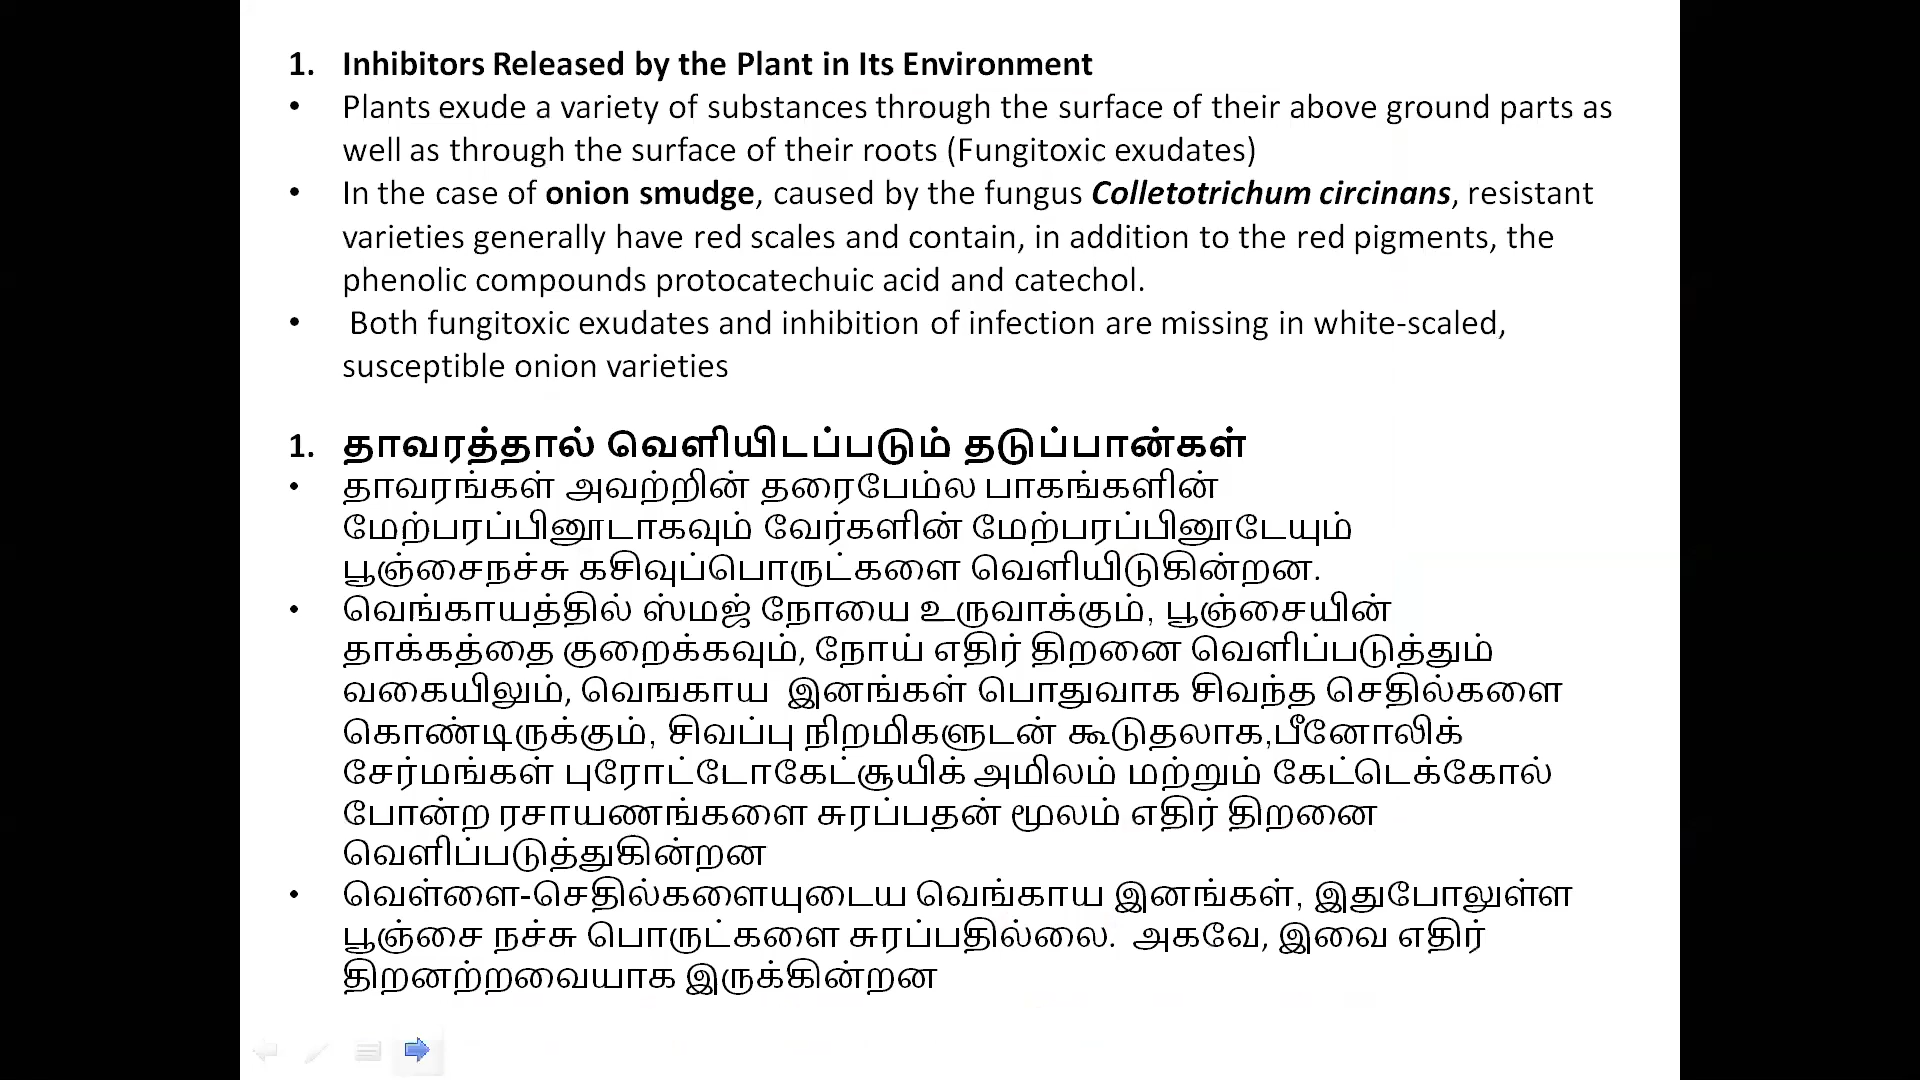 1. Inhibitors Released by the Plant in Its Environment
• Plants exude a variety of substances through the surface of their above ground parts as
well as through the surface of their roots (Fungitoxic exudates)
• In the case of onion smudge, caused by the fungus Colletotrichum circinans, resistant
varieties generally have red scales and contain, in addition to the red pigments, the
phenolic compounds protocatechuic acid and catechol.
• Both fungitoxic exudates and inhibition of infection are missing in white-scaled,
susceptible onion varieties
1. தாவரத்தால் வெளியிடப்படும் தடுப்பான்கள்
• தாவரங்கள் அவற்றின் தரைபேம்ல பாகங்களின்
மேற்பரப்பினூடாகவும் வேர்களின் மேற்பரப்பினூடேயும்
பூஞ்சைநச்சு கசிவுப்பொருட்களை வெளியிடுகின்றன.
• வெங்காயத்தில் ஸ்மஜ் நோயை உருவாக்கும், பூஞ்சையின்
தாக்கத்தை குறைக்கவும், நோய் எதிர் திறனை வெளிப்படுத்தும்
வகையிலும், வெஙகாய இனங்கள் பொதுவாக சிவந்த செதில்களை
கொண்டிருக்கும், சிவப்பு நிறமிகளுடன் கூடுதலாக,பீனோலிக்
சேர்மங்கள் புரோட்டோகேட்சூயிக் அமிலம் மற்றும் கேட்டெக்கோல்
போன்ற ரசாயணங்களை சுரப்பதன் மூலம் எதிர் திறனை
வெளிப்படுத்துகின்றன
• வெள்ளை-செதில்களையுடைய வெங்காய இனங்கள், இதுபோலுள்ள
பூஞ்சை நச்சு பொருட்களை சுரப்பதில்லை. அகவே, இவை எதிர்
திறனற்றவையாக இருக்கின்றன